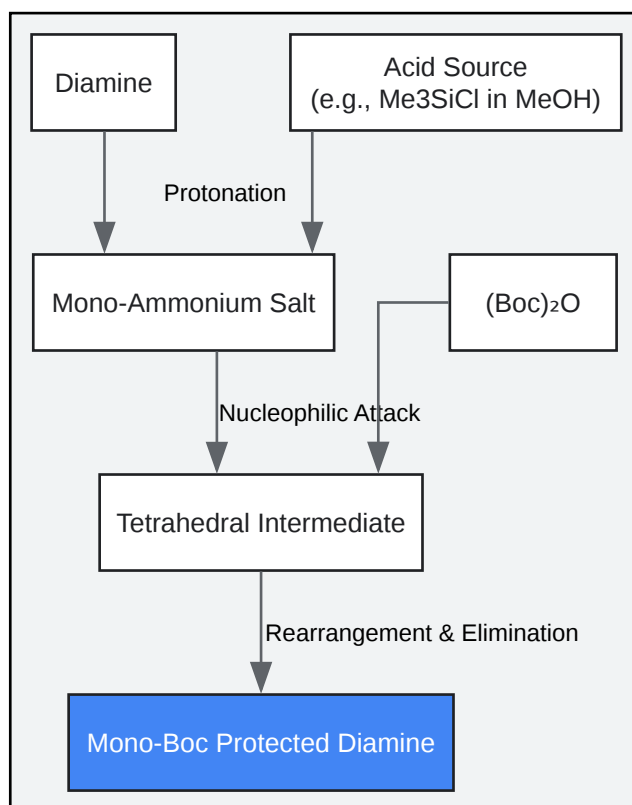 Diamine
Acid Source
(e.g., Me3SiCl in MeOH)
Protonation
Mono-Ammonium Salt
(Boc)₂O
Nucleophilic Attack
Tetrahedral Intermediate
Rearrangement & Elimination
Mono-Boc Protected Diamine